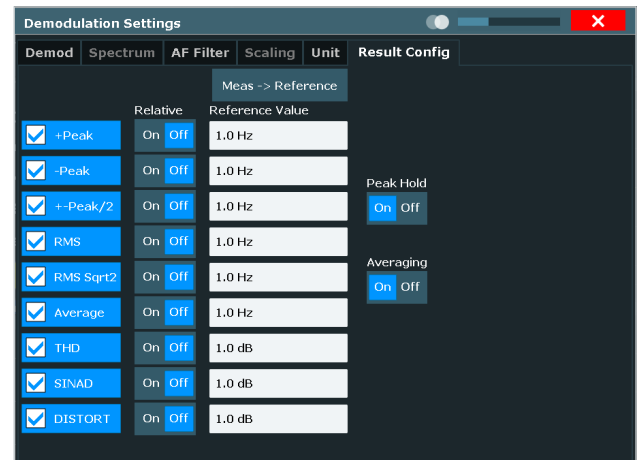 Demodulation Settings
Demod Spectrum AF Filter Scaling Unit Result Config
Meas -> Reference
Relative Reference Value
+Peak On Off 1.0 Hz
-Peak On Off 1.0 Hz
Peak Hold
+-Peak/2 On Off 1.0 Hz On Off
RMS On Off 1.0 Hz
Averaging
RMS Sqrt2 On Off 1.0 Hz On Off
Average On Off 1.0 Hz
THD On Off 1.0 dB
SINAD On Off 1.0 dB
DISTORT On Off 1.0 dB